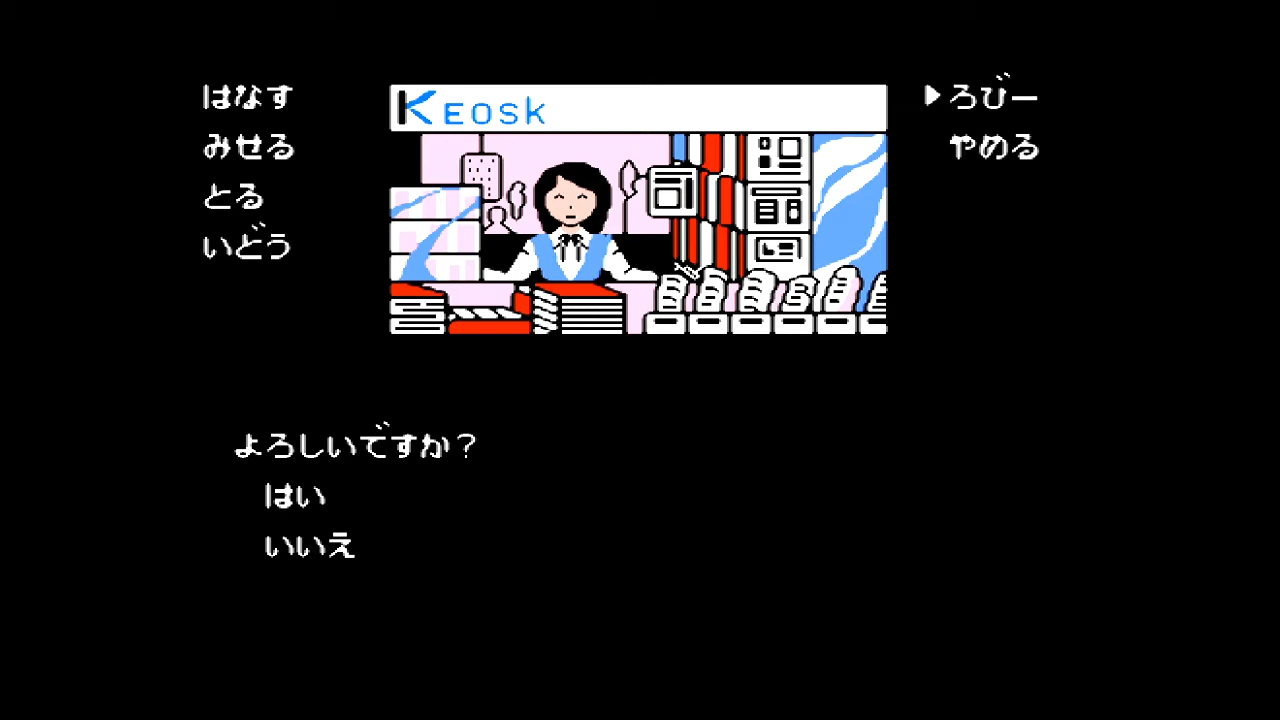 はなす
みせる
とる
いどう
KEOSK
ろびー
やめる
よろしいですか?
はい
いいえ